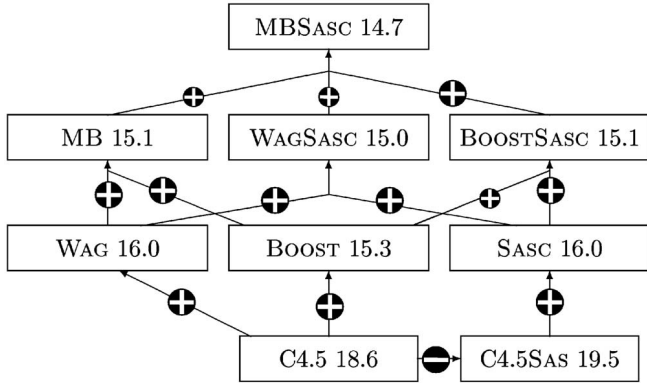 MBSASC 14.7
MB 15.1 WAGSASC 15.0 BOOSTSASC 15.1
WAG 16.0 BOOST 15.3 SASC 16.0
C4.5 18.6 C4.5SAS 19.5